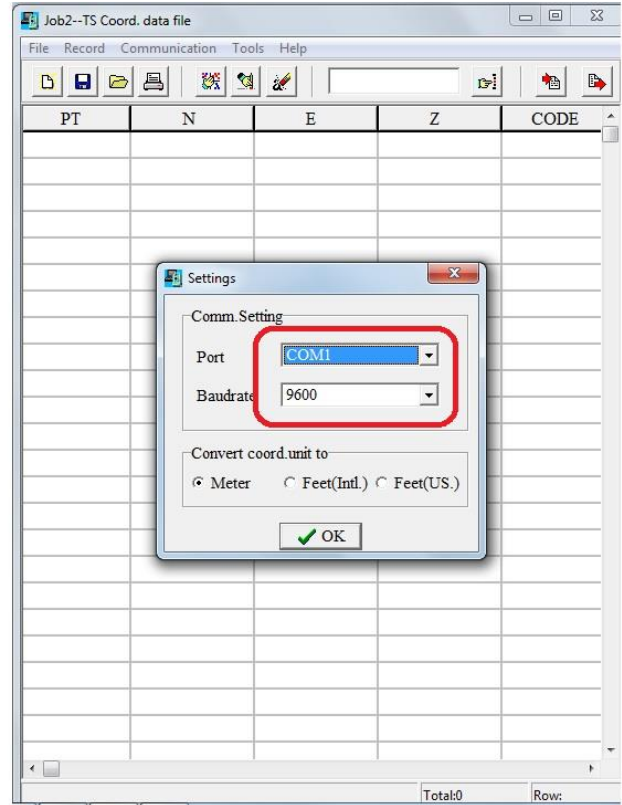 Job2--TS Coord. data file
File Record Communication Tools Help
PT N E Z CODE
Settings
Comm.Setting
Port COM1
Baudrate 9600
Convert coord.unit to
Meter Feet(Intl.) Feet(US.)
OK
Total:0 Row: